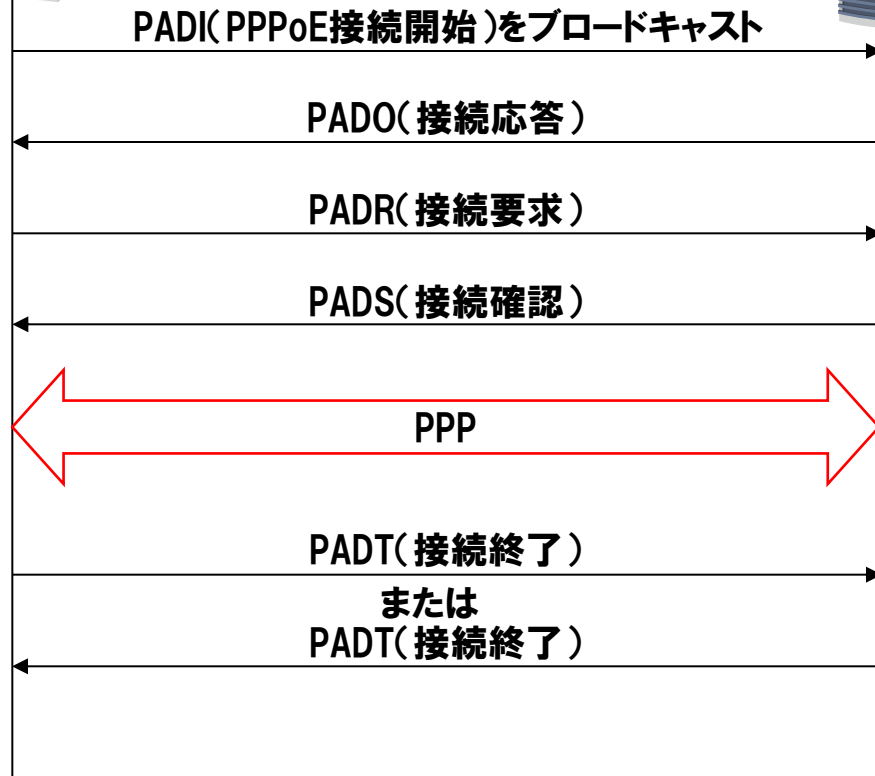 PADI(PPPoE接続開始)をブロードキャスト
PADO(接続応答)
PADR(接続要求)
PADS(接続確認)
PPP
PADT(接続終了)
または
PADT(接続終了)